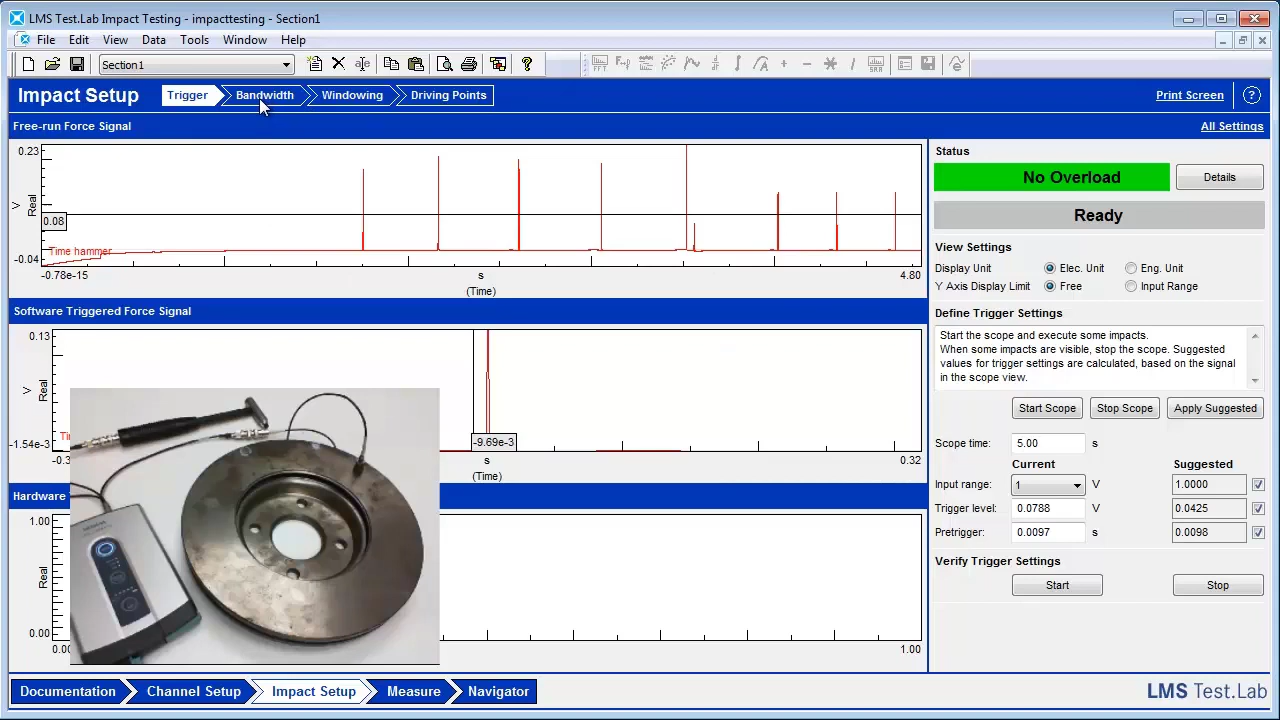 LMS Test.Lab Impact Testing - impacttesting - Section1
File Edit View Data Tools Window Help
Section1
Impact Setup Trigger Bandwidth Windowing Driving Points Print Screen ?
Free-run Force Signal All Settings
0.23
V
Real
0.08
Time hammer
-0.04
-0.78e-15 s 4.80
(Time)
Software Triggered Force Signal
0.13
V
Real
-9.69e-3
-1.54e-3
s 0.32
(Time)
Hardware
1.00
Real
0.00
1.00
Status
No Overload Details
Ready
View Settings
Display Unit Elec. Unit Eng. Unit
Y Axis Display Limit Free Input Range
Define Trigger Settings
Start the scope and execute some impacts.
When some impacts are visible, stop the scope. Suggested
values for trigger settings are calculated, based on the signal
in the scope view.
Start Scope Stop Scope Apply Suggested
Scope time: 5.00 s
Current Suggested
Input range: 1 V 1.0000
Trigger level: 0.0788 V 0.0425
Pretrigger: 0.0097 s 0.0098
Verify Trigger Settings
Start Stop
Documentation Channel Setup Impact Setup Measure Navigator LMS Test.Lab